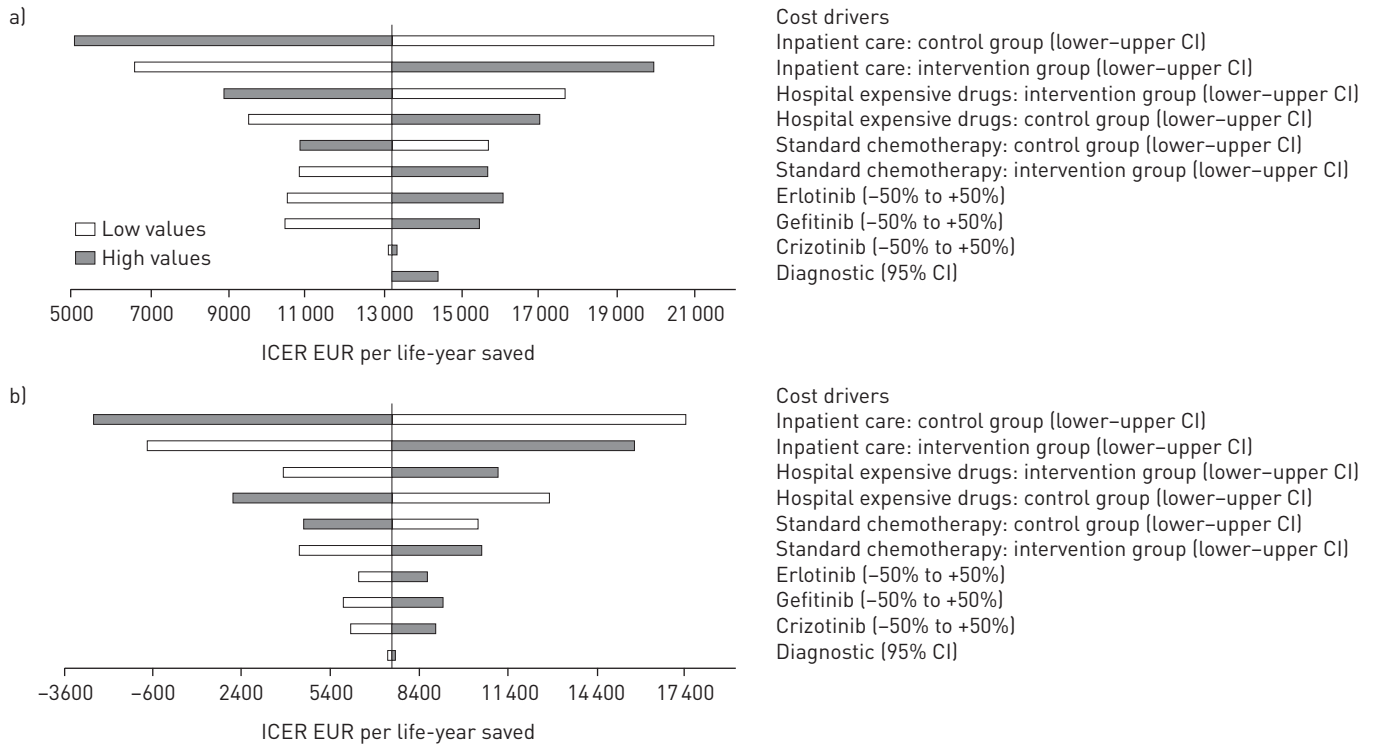 a)
Cost drivers
Inpatient care: control group (lower–upper CI)
Inpatient care: intervention group (lower–upper CI)
Hospital expensive drugs: intervention group (lower–upper CI)
Hospital expensive drugs: control group (lower–upper CI)
Standard chemotherapy: control group (lower–upper CI)
Standard chemotherapy: intervention group (lower–upper CI)
Erlotinib (–50% to +50%)
Gefitinib (–50% to +50%)
Crizotinib (–50% to +50%)
Diagnostic (95% CI)
Low values
High values
5000 7000 9000 11 000 13 000 15 000 17 000 19 000 21 000
ICER EUR per life-year saved
b)
Cost drivers
Inpatient care: control group (lower–upper CI)
Inpatient care: intervention group (lower–upper CI)
Hospital expensive drugs: intervention group (lower–upper CI)
Hospital expensive drugs: control group (lower–upper CI)
Standard chemotherapy: control group (lower–upper CI)
Standard chemotherapy: intervention group (lower–upper CI)
Erlotinib (–50% to +50%)
Gefitinib (–50% to +50%)
Crizotinib (–50% to +50%)
Diagnostic (95% CI)
–3600 –600 2400 5400 8400 11 400 14 400 17 400
ICER EUR per life-year saved